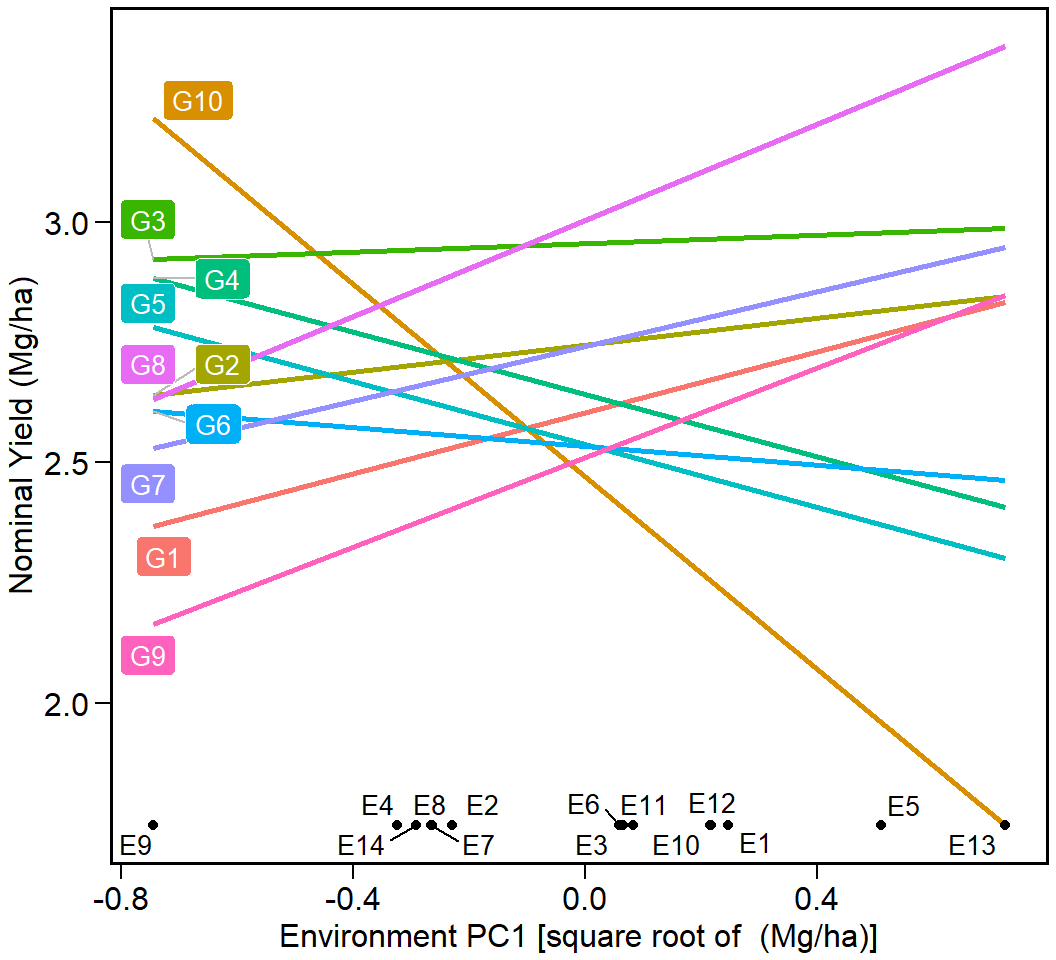 G10
G3
3.0
G4
G5
G8
G2
G6
2.5
G7
G1
G9
2.0
Nominal Yield (Mg/ha)
E4 E8 E2 E6 E11 E12 E5
E9 E14 E7 E3 E10 E1 E13
-0.8 -0.4 0.0 0.4
Environment PC1 [square root of (Mg/ha)]